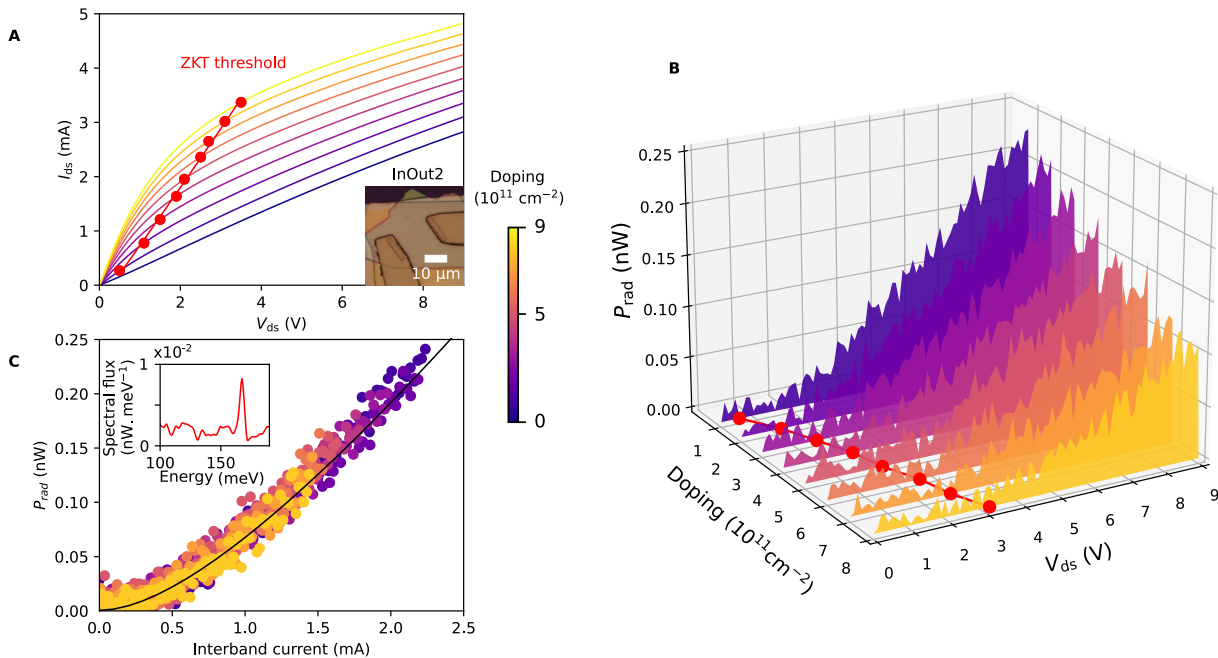 A
5
4
3
2
1
0
I_ds (mA)
ZKT threshold
InOut2
10 μm
0
2
4
6
8
V_ds (V)
Doping
(10¹¹ cm⁻²)
9
5
0
B
P_rad (nW)
0.25
0.20
0.15
0.10
0.05
0.00
1
2
3
4
5
6
7
8
Doping (10¹¹cm⁻²)
0
1
2
3
4
5
6
7
8
9
V_ds (V)
C
0.25
0.20
0.15
0.10
0.05
0.00
P_rad (nW)
x10⁻²
1
0
Spectral flux
(nW. meV⁻¹)
100
150
Energy (meV)
0.0
0.5
1.0
1.5
2.0
2.5
Interband current (mA)